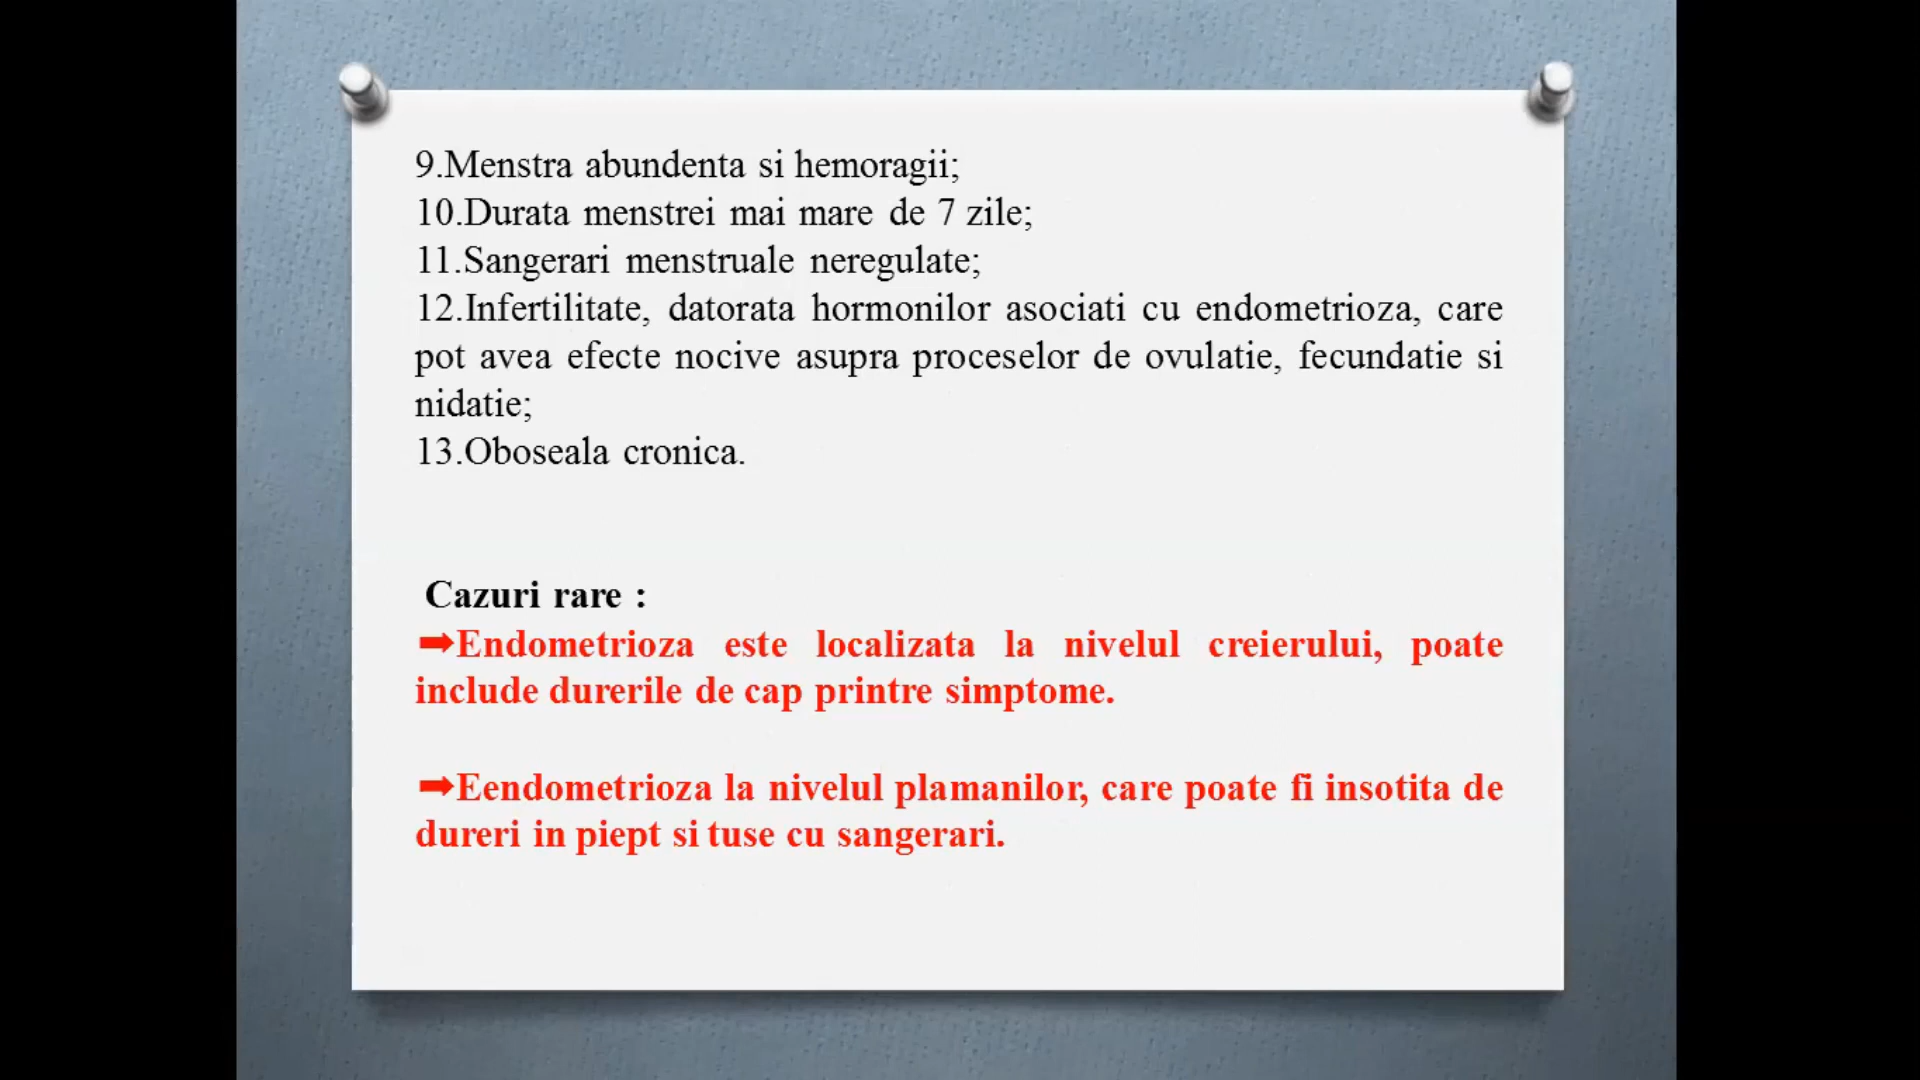 9.Menstra abundenta si hemoragii;
10.Durata menstrei mai mare de 7 zile;
11.Sangerari menstruale neregulate;
12.Infertilitate, datorata hormonilor asociati cu endometrioza, care
pot avea efecte nocive asupra proceselor de ovulatie, fecundatie si
nidatie;
13.Oboseala cronica.
Cazuri rare :
➡Endometrioza este localizata la nivelul creierului, poate
include durerile de cap printre simptome.
➡Eendometrioza la nivelul plamanilor, care poate fi insotita de
dureri in piept si tuse cu sangerari.